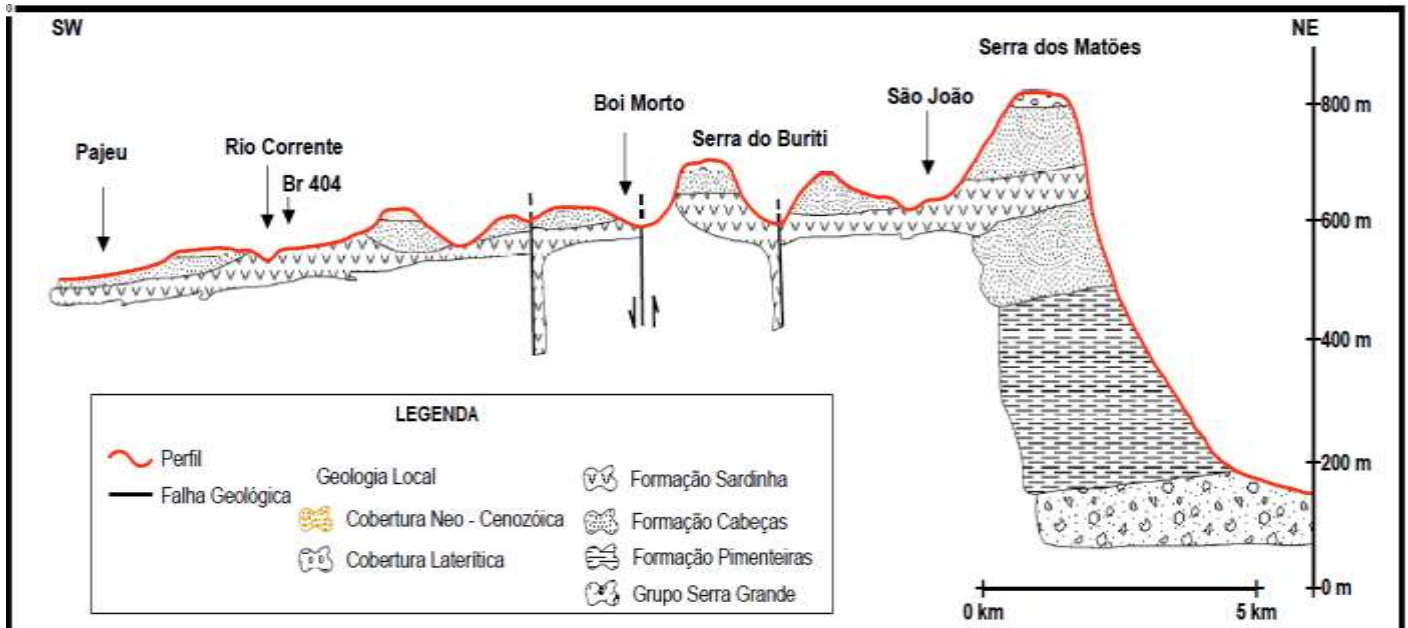 SW
NE
Serra dos Matões
Boi Morto
São João
800 m
Serra do Buriti
Rio Corrente
Pajeu
Br 404
600 m
400 m
200 m
0 m
0 km
5 km
LEGENDA
Perfil
Falha Geológica
Geologia Local
Cobertura Neo - Cenozóica
Cobertura Laterítica
Formação Sardinha
Formação Cabeças
Formação Pimenteiras
Grupo Serra Grande